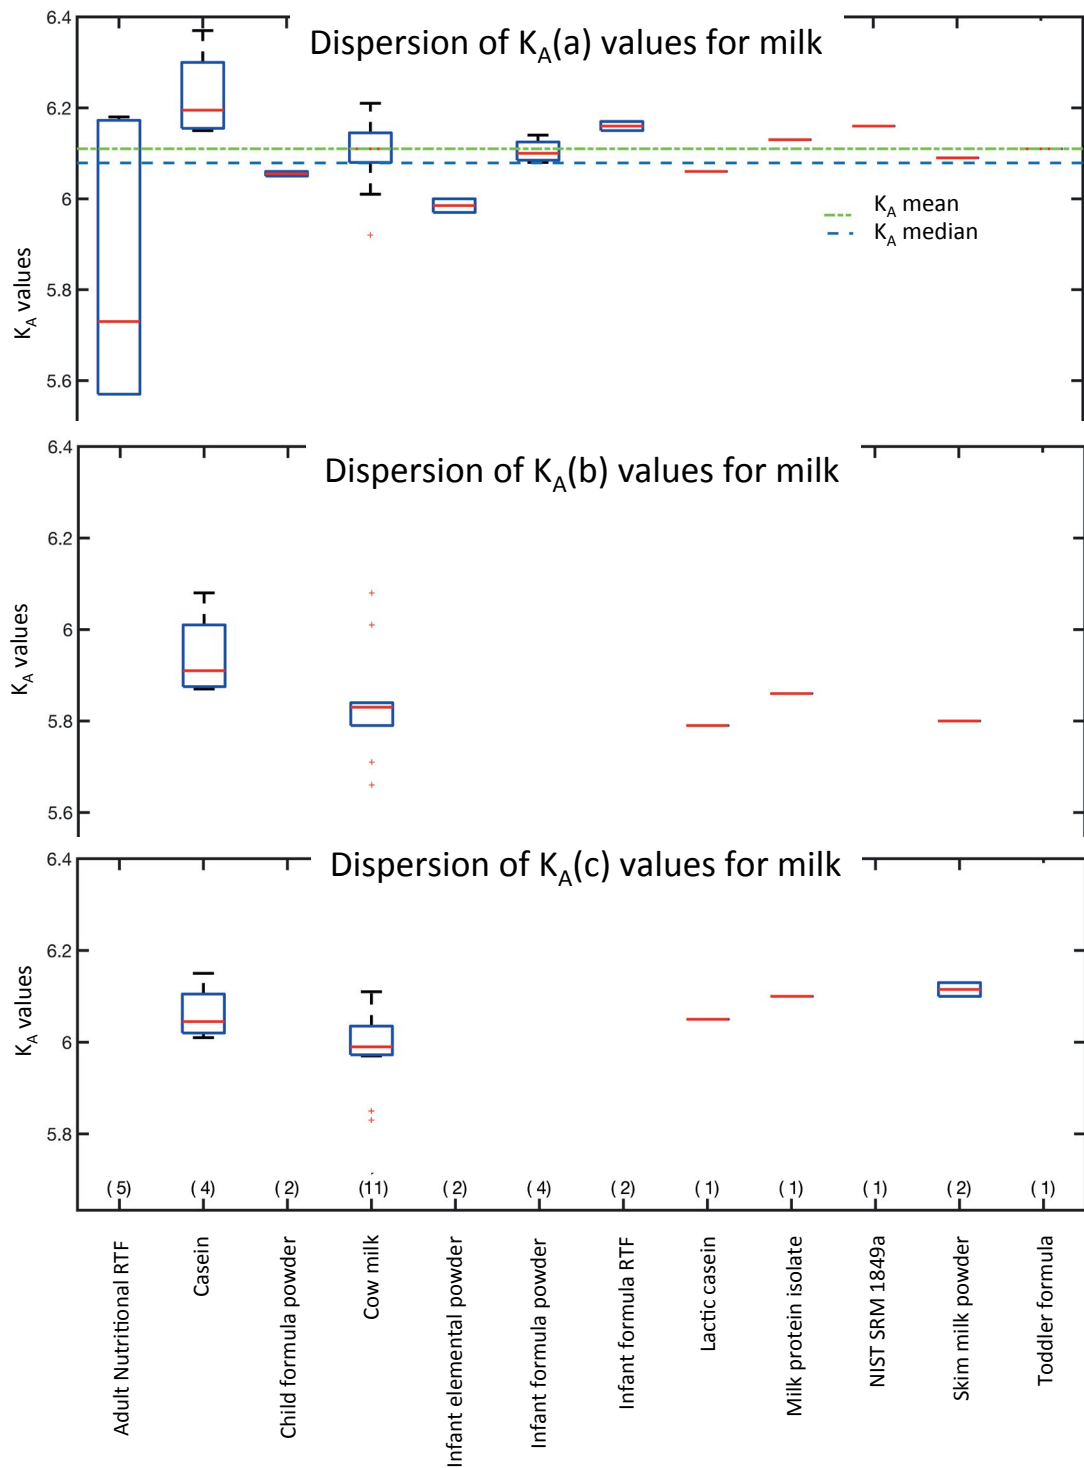 Dispersion of KA(a) values for milk
6.4
6.2
6
5.8
5.6
KA values
KA mean
KA median
Dispersion of KA(b) values for milk
6.4
6.2
6
5.8
5.6
KA values
Dispersion of KA(c) values for milk
6.4
6.2
6
5.8
KA values
(5) (4) (2) (11) (2) (4) (2) (1) (1) (1) (2) (1)
Adult Nutritional RTF
Casein
Child formula powder
Cow milk
Infant elemental powder
Infant formula powder
Infant formula RTF
Lactic casein
Milk protein isolate
NIST SRM 1849a
Skim milk powder
Toddler formula